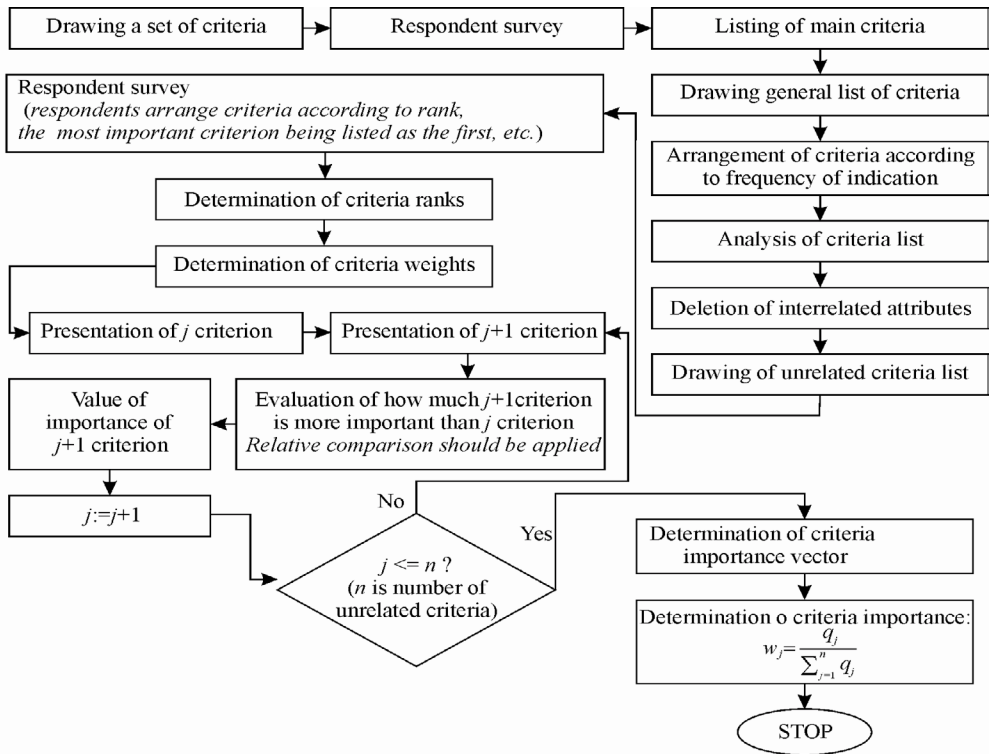 Drawing a set of criteria
Respondent survey
Listing of main criteria
Drawing general list of criteria
Arrangement of criteria according
to frequency of indication
Analysis of criteria list
Deletion of interrelated attributes
Drawing of unrelated criteria list
Respondent survey
(respondents arrange criteria according to rank,
the most important criterion being listed as the first, etc.)
Determination of criteria ranks
Determination of criteria weights
Presentation of j criterion
Presentation of j+1 criterion
Evaluation of how much j+1criterion
is more important than j criterion
Relative comparison should be applied
Value of
importance of
j+1 criterion
j:=j+1
j <= n ?
(n is number of
unrelated criteria)
No
Yes
Determination of criteria
importance vector
Determination o criteria importance:
w_j = q_j / ∑_{j=1}^{n} q_j
STOP